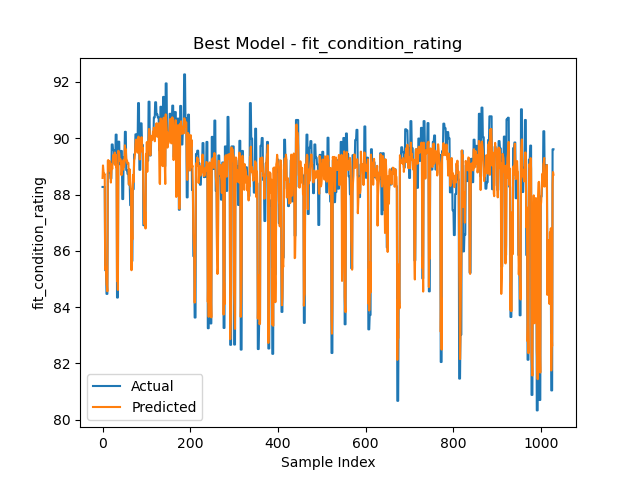 Best Model - fit_condition_rating
fit_condition_rating
92
90
88
86
84
82
80
Actual
Predicted
0
200
400
600
800
1000
Sample Index